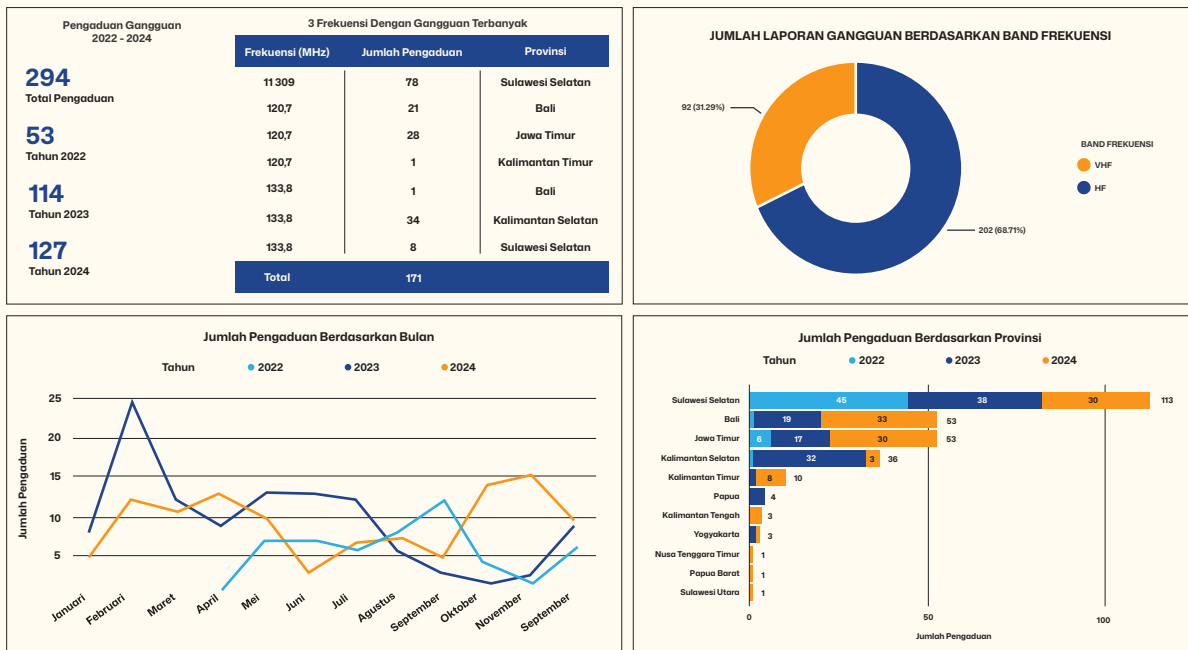 Pengaduan Gangguan
2022 - 2024
294
Total Pengaduan
53
Tahun 2022
114
Tahun 2023
127
Tahun 2024
3 Frekuensi Dengan Gangguan Terbanyak
Frekuensi (MHz) Jumlah Pengaduan Provinsi
11 309 78 Sulawesi Selatan
120,7 21 Bali
120,7 28 Jawa Timur
120,7 1 Kalimantan Timur
133,8 1 Bali
133,8 34 Kalimantan Selatan
133,8 8 Sulawesi Selatan
Total 171
JUMLAH LAPORAN GANGGUAN BERDASARKAN BAND FREKUENSI
92 (31.29%)
202 (68.71%)
BAND FREKUENSI
VHF
HF
Jumlah Pengaduan Berdasarkan Bulan
Tahun 2022 2023 2024
Jumlah Pengaduan
25
20
15
10
5
Januari
Februari
Maret
April
Mei
Juni
Juli
Agustus
September
Oktober
November
September
Jumlah Pengaduan Berdasarkan Provinsi
Tahun 2022 2023 2024
Sulawesi Selatan 45 38 30 113
Bali 19 33 53
Jawa Timur 6 17 30 53
Kalimantan Selatan 32 3 36
Kalimantan Timur 8 10
Papua 4
Kalimantan Tengah 3
Yogyakarta 3
Nusa Tenggara Timur 1
Papua Barat 1
Sulawesi Utara 1
0 50 100
Jumlah Pengaduan